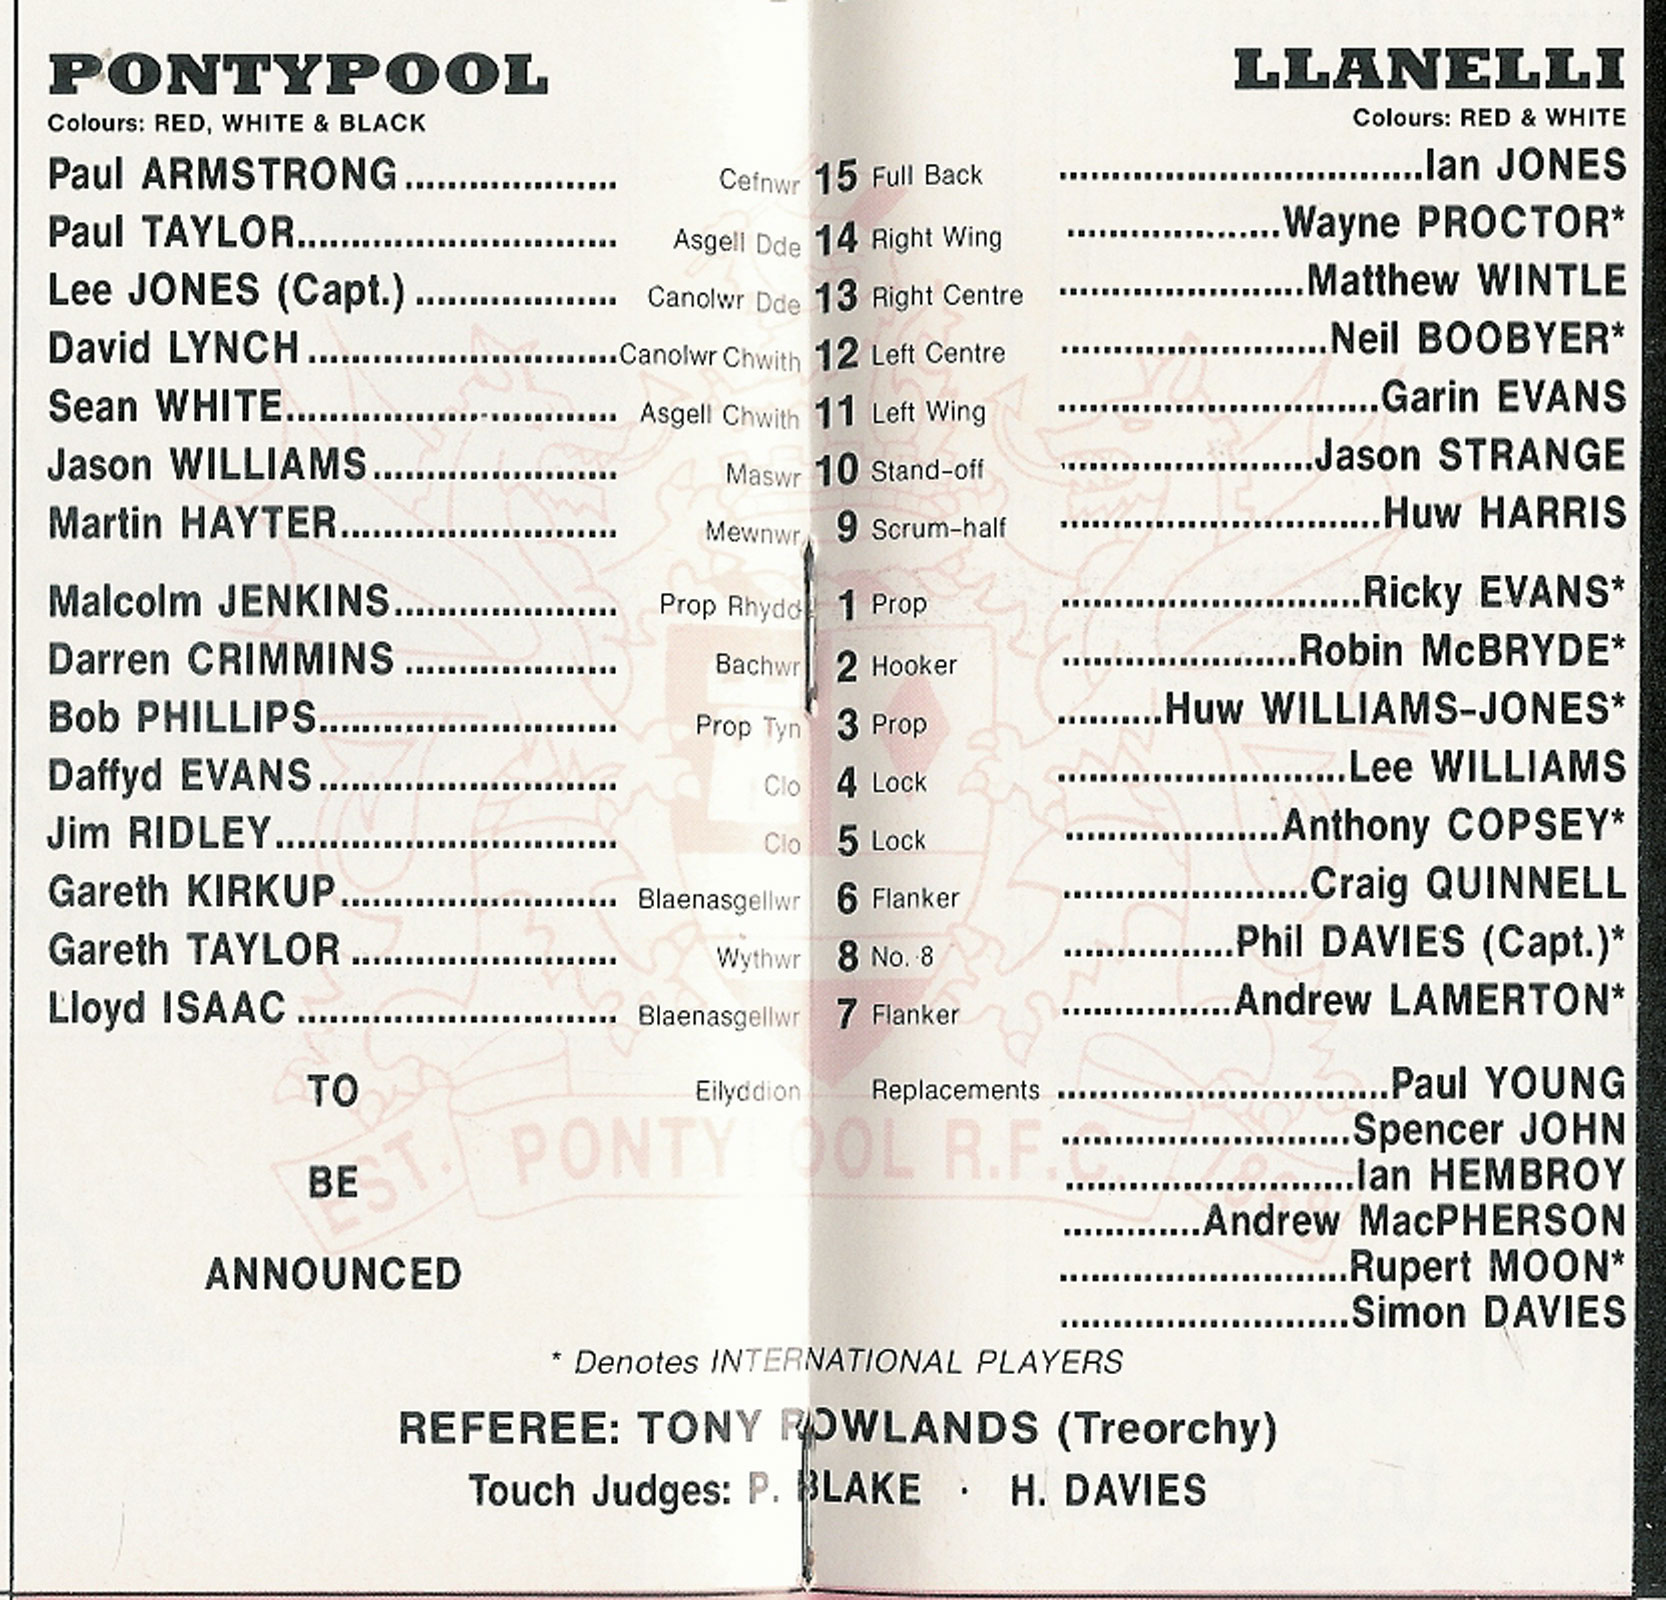 PONTYPOOL LLANELLI
Colours: RED, WHITE & BLACK Colours: RED & WHITE
Paul ARMSTRONG..................... Cefnwr 15 Full Back ....................................Ian JONES
Paul TAYLOR................................ Asgell Dde 14 Right Wing .....................Wayne PROCTOR*
Lee JONES (Capt.).................... Canolwr Dde 13 Right Centre ........................Matthew WINTLE
David LYNCH ...............................Canolwr Chwith 12 Left Centre ..........................Neil BOOBYER*
Sean WHITE................................. Asgell Chwith 11 Left Wing ................................Garin EVANS
Jason WILLIAMS........................ Maswr 10 Stand-off .........................Jason STRANGE
Martin HAYTER........................... Mewnwr 9 Scrum-half ................................Huw HARRIS
Malcolm JENKINS...................... Prop Rhydd 1 Prop ..............................Ricky EVANS*
Darren CRIMMINS ..................... Bachwr 2 Hooker .......................Robin McBRYDE*
Bob PHILLIPS.............................. Prop Tyn 3 Prop ..........Huw WILLIAMS-JONES*
Daffyd EVANS.............................. Clo 4 Lock .............................Lee WILLIAMS
Jim RIDLEY.................................. Clo 5 Lock .....................Anthony COPSEY*
Gareth KIRKUP........................... Blaenasgellwr 6 Flanker ........................Craig QUINNELL
Gareth TAYLOR .......................... Wythwr 8 No. 8 .................Phil DAVIES (Capt.)*
Lloyd ISAAC ................................ Blaenasgellwr 7 Flanker .................Andrew LAMERTON*
TO Eilyddion Replacements .................................Paul YOUNG
.............................Spencer JOHN
BE .............................Ian HEMBROY
..............Andrew MacPHERSON
ANNOUNCED .............................Rupert MOON*
.............................Simon DAVIES
EST. PONTYPOOL R.F.C. 1868
* Denotes INTERNATIONAL PLAYERS
REFEREE: TONY ROWLANDS (Treorchy)
Touch Judges: P. BLAKE · H. DAVIES